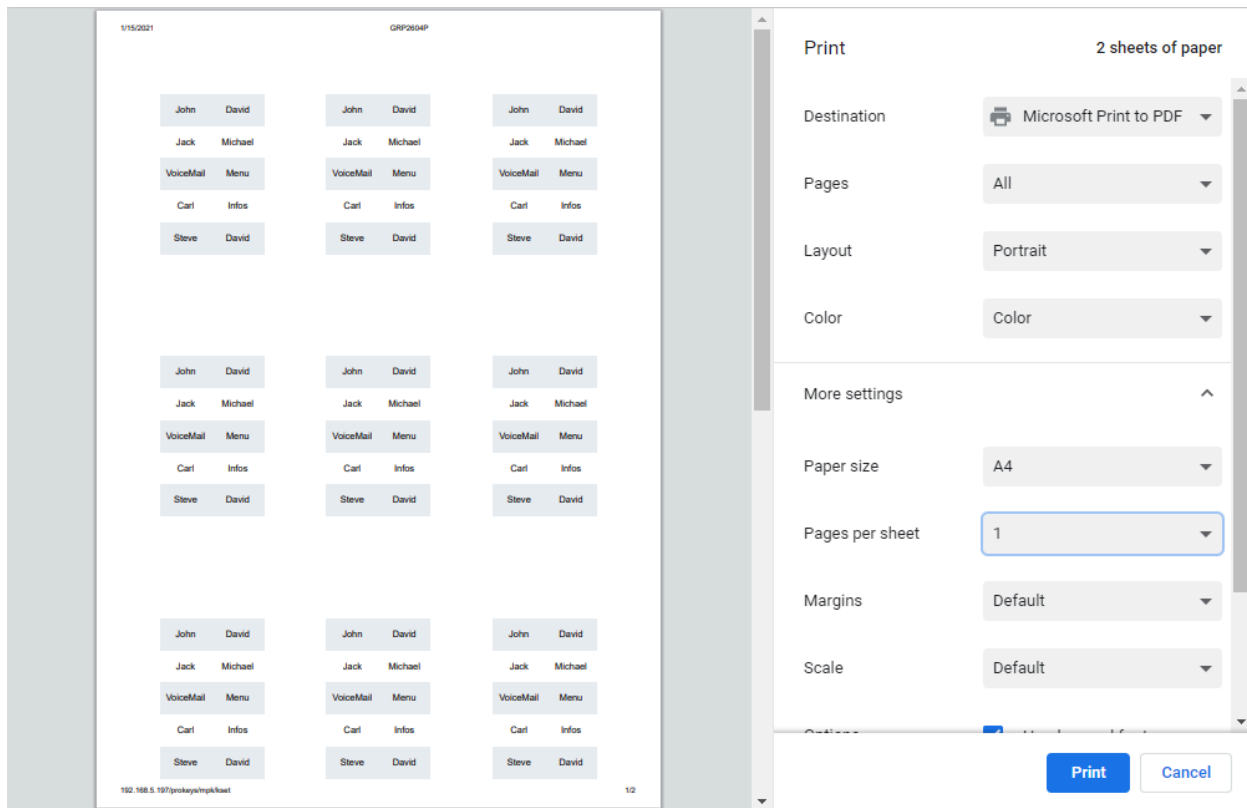 1/15/2021 GRP2604P
John David John David John David
Jack Michael Jack Michael Jack Michael
VoiceMail Menu VoiceMail Menu VoiceMail Menu
Carl Infos Carl Infos Carl Infos
Steve David Steve David Steve David
John David John David John David
Jack Michael Jack Michael Jack Michael
VoiceMail Menu VoiceMail Menu VoiceMail Menu
Carl Infos Carl Infos Carl Infos
Steve David Steve David Steve David
John David John David John David
Jack Michael Jack Michael Jack Michael
VoiceMail Menu VoiceMail Menu VoiceMail Menu
Carl Infos Carl Infos Carl Infos
Steve David Steve David Steve David
192.168.5.197/prokeys/mpk/kset 1/2
Print 2 sheets of paper
Destination Microsoft Print to PDF
Pages All
Layout Portrait
Color Color
More settings
Paper size A4
Pages per sheet 1
Margins Default
Scale Default
Print Cancel